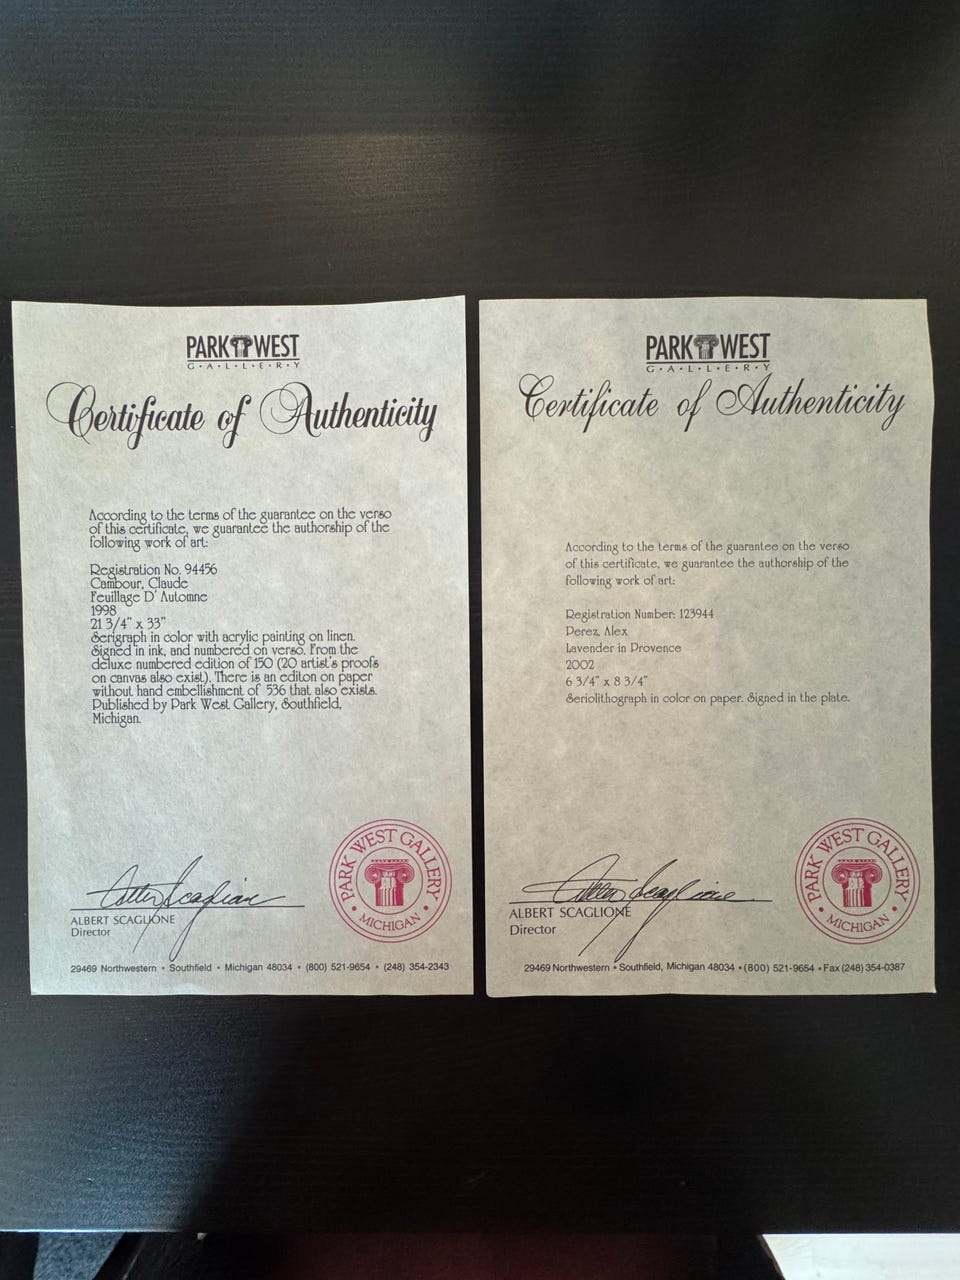 PARK WEST
G·A·L·L·E·R·Y
Certificate of Authenticity
According to the terms of the guarantee on the verso
of this certificate, we guarantee the authorship of the
following work of art:
Registration No. 94456
Cambour, Claude
Feuillage D' Automne
1998
21 3/4" x 33"
Serigraph in color with acrylic painting on linen.
Signed in ink, and numbered on verso. From the
deluxe numbered edition of 150 (20 artist's proofs
on canvas also exist). There is an editon on paper
without hand embellishment of 536 that also exists.
Published by Park West Gallery, Southfield,
Michigan.
Albert Scaglione
ALBERT SCAGLIONE
Director
PARK WEST GALLERY
• MICHIGAN •
29469 Northwestern • Southfield • Michigan 48034 • (800) 521-9654 • (248) 354-2343
PARK WEST
G·A·L·L·E·R·Y
Certificate of Authenticity
According to the terms of the guarantee on the verso
of this certificate, we guarantee the authorship of the
following work of art:
Registration Number: 123944
Perez, Alex
Lavender in Provence
2002
6 3/4" x 8 3/4"
Seriolithograph in color on paper. Signed in the plate.
Albert Scaglione
ALBERT SCAGLIONE
Director
PARK WEST GALLERY
• MICHIGAN •
29469 Northwestern • Southfield, Michigan 48034 • (800) 521-9654 • Fax (248) 354-0387